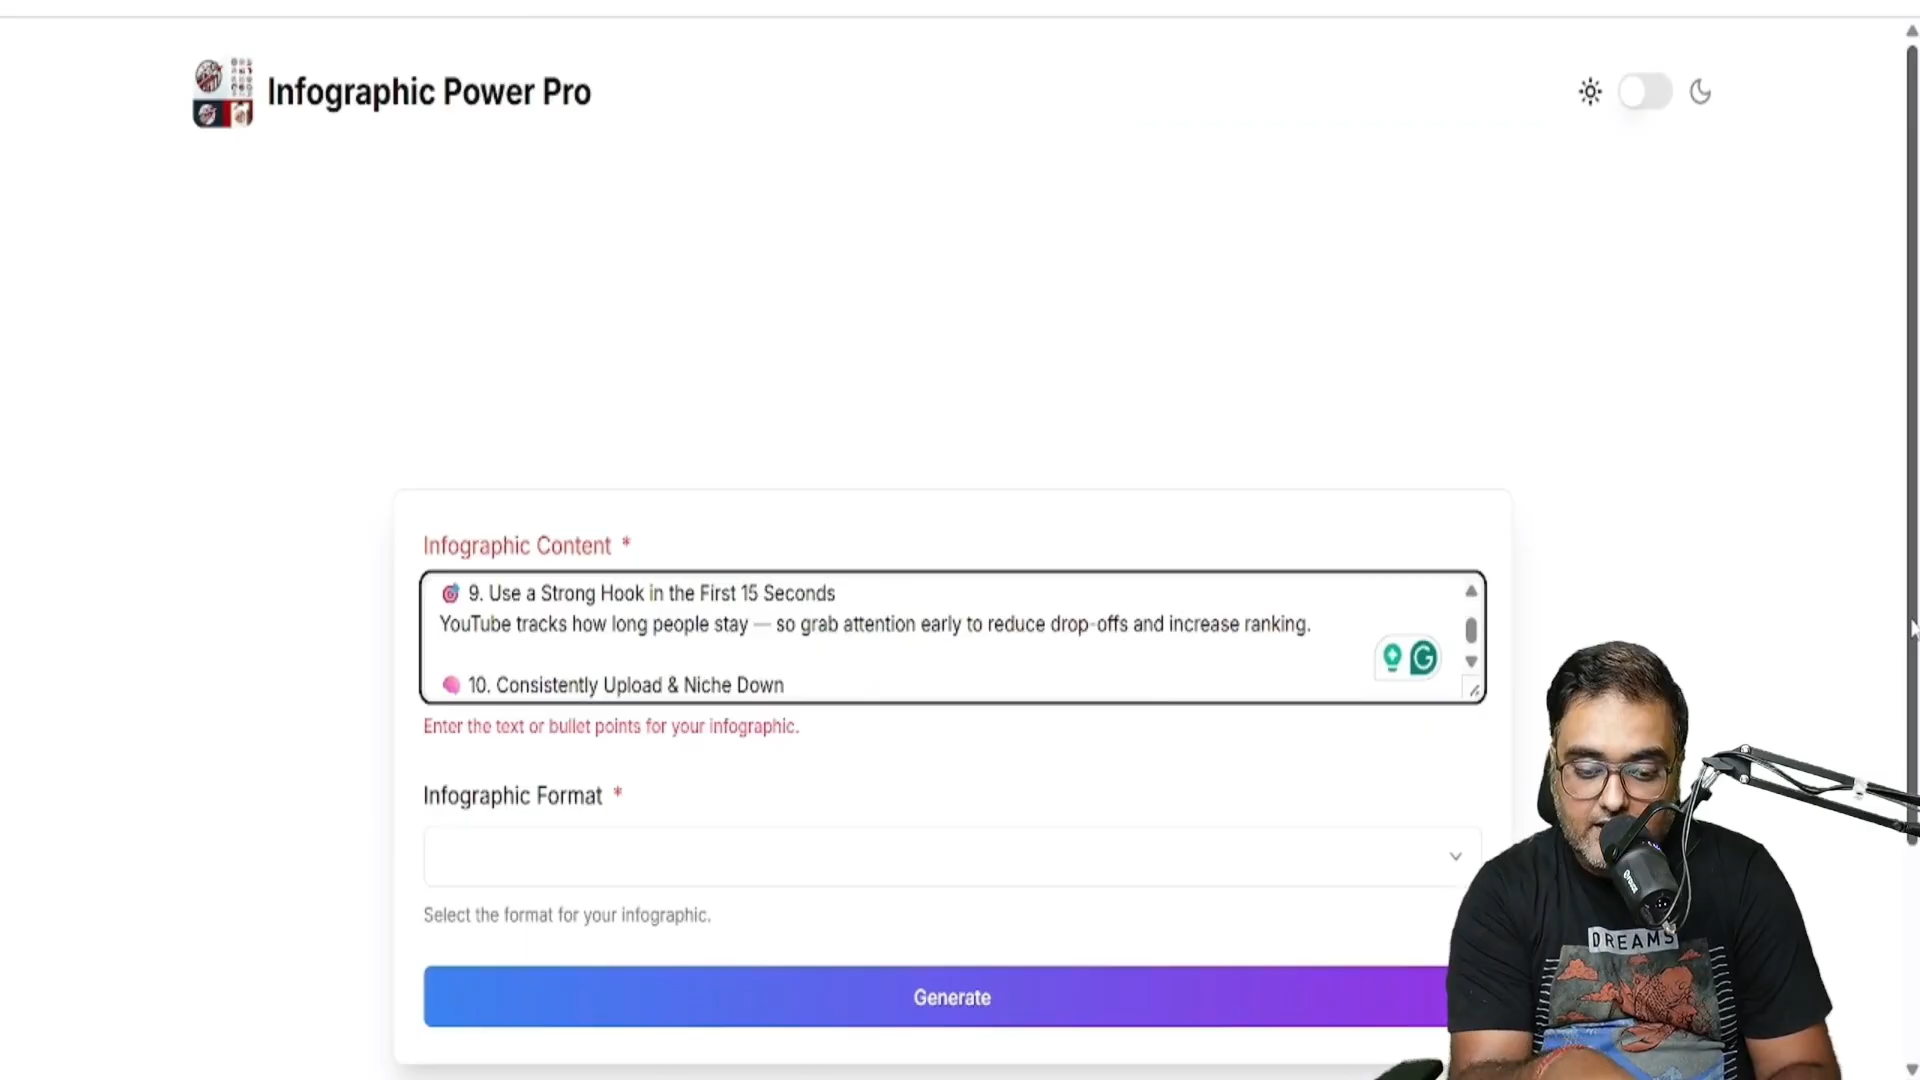 Infographic Power Pro
Infographic Content *
🎯 9. Use a Strong Hook in the First 15 Seconds
YouTube tracks how long people stay — so grab attention early to reduce drop-offs and increase ranking.
🧠 10. Consistently Upload & Niche Down
Enter the text or bullet points for your infographic.
Infographic Format *
Select the format for your infographic.
Generate
DREAMS